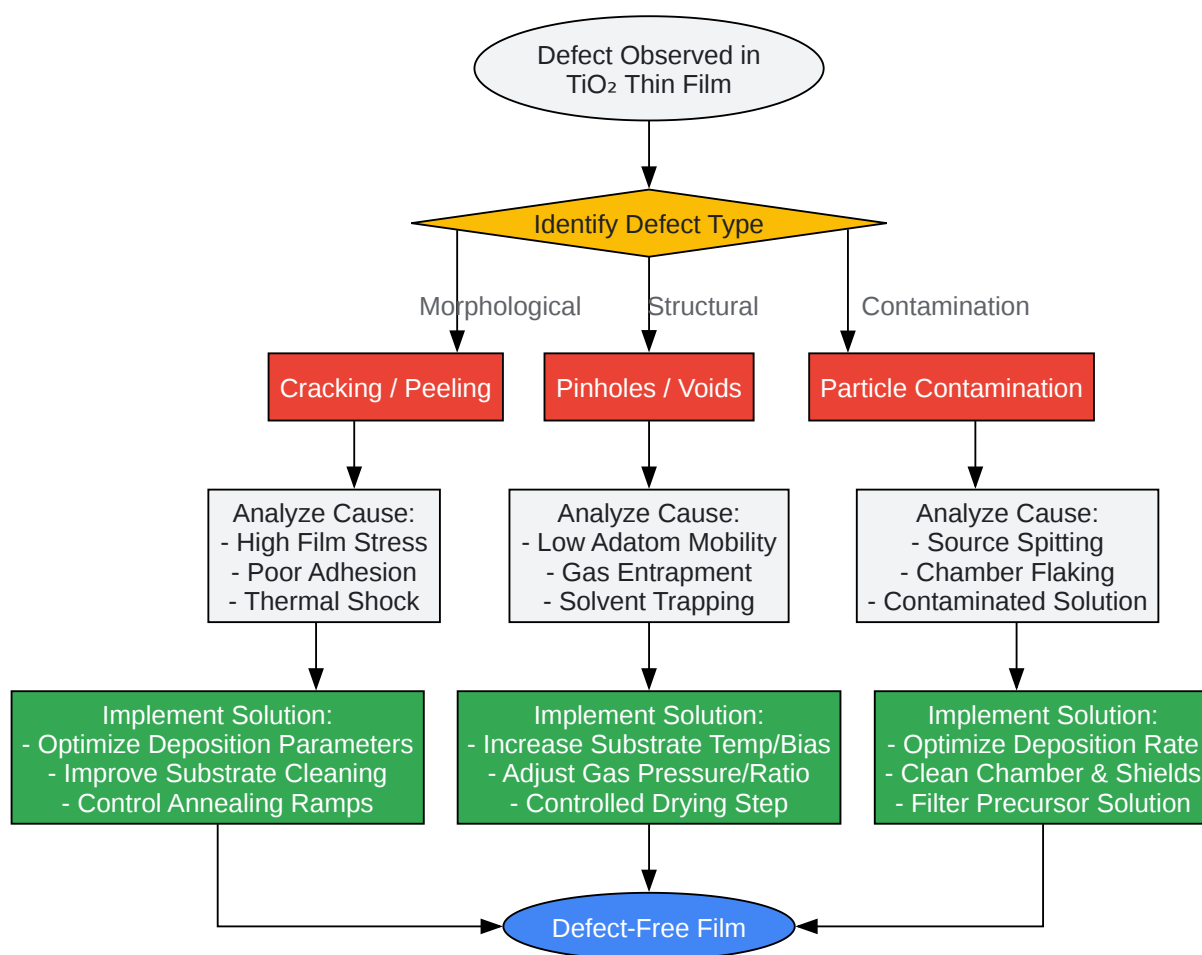 Defect Observed in
TiO₂ Thin Film
Identify Defect Type
Morphological
Structural
Contamination
Cracking / Peeling
Pinholes / Voids
Particle Contamination
Analyze Cause:
- High Film Stress
- Poor Adhesion
- Thermal Shock
Analyze Cause:
- Low Adatom Mobility
- Gas Entrapment
- Solvent Trapping
Analyze Cause:
- Source Spitting
- Chamber Flaking
- Contaminated Solution
Implement Solution:
- Optimize Deposition Parameters
- Improve Substrate Cleaning
- Control Annealing Ramps
Implement Solution:
- Increase Substrate Temp/Bias
- Adjust Gas Pressure/Ratio
- Controlled Drying Step
Implement Solution:
- Optimize Deposition Rate
- Clean Chamber & Shields
- Filter Precursor Solution
Defect-Free Film